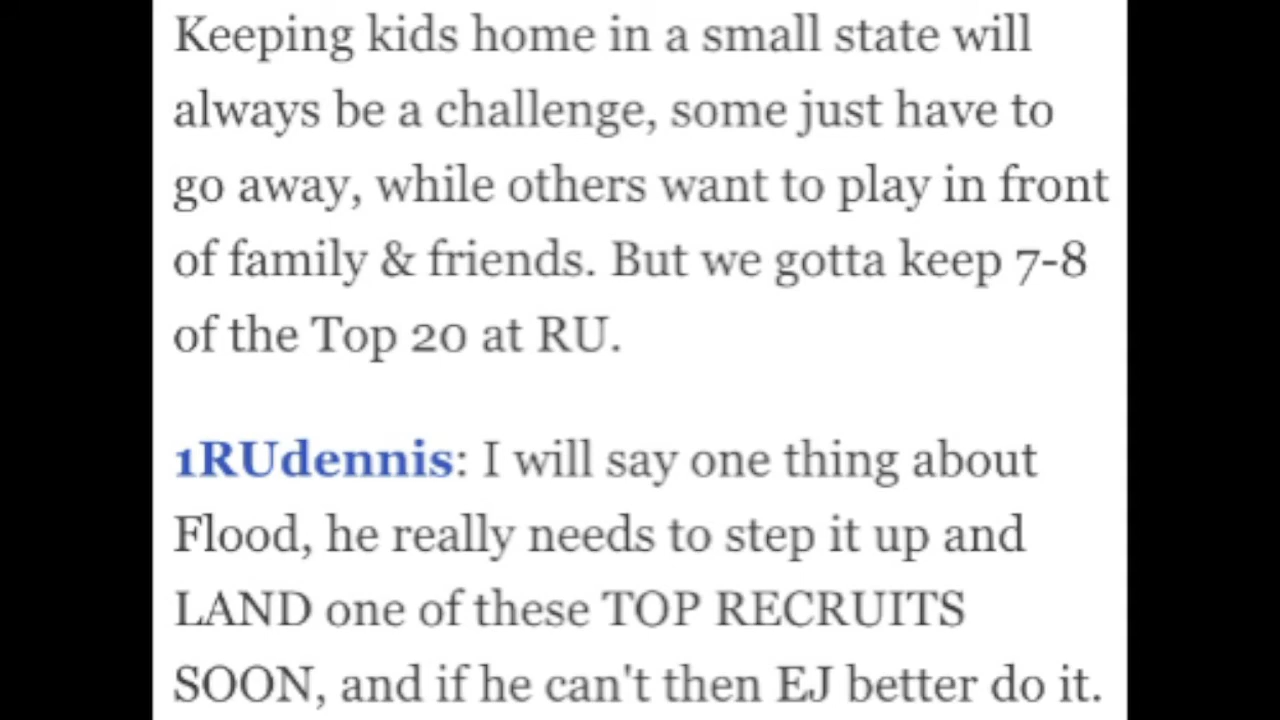 Keeping kids home in a small state will
always be a challenge, some just have to
go away, while others want to play in front
of family & friends. But we gotta keep 7-8
of the Top 20 at RU.
1RUdennis: I will say one thing about
Flood, he really needs to step it up and
LAND one of these TOP RECRUITS
SOON, and if he can't then EJ better do it.